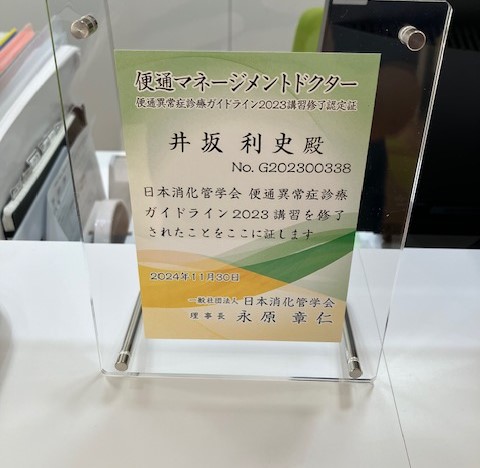 便通マネージメントドクター
便通異常症診療ガイドライン2023講習修了認定証
井坂 利史 殿
No. G202300338
日本消化管学会 便通異常症診療
ガイドライン2023講習を修了
されたことをここに証します
2024年11月30日
一般社団法人 日本消化管学会
理事長 永原 章仁